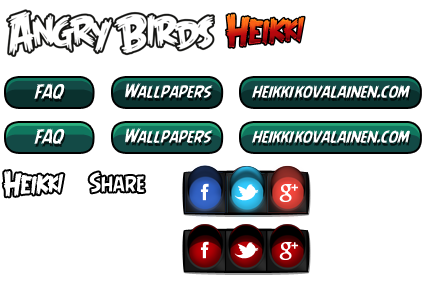 ANGRY BIRDS HEIKKI
FAQ WALLPAPERS HEIKKIKOVALAINEN.COM
FAQ WALLPAPERS HEIKKIKOVALAINEN.COM
HEIKKI SHARE
f g+
f g+